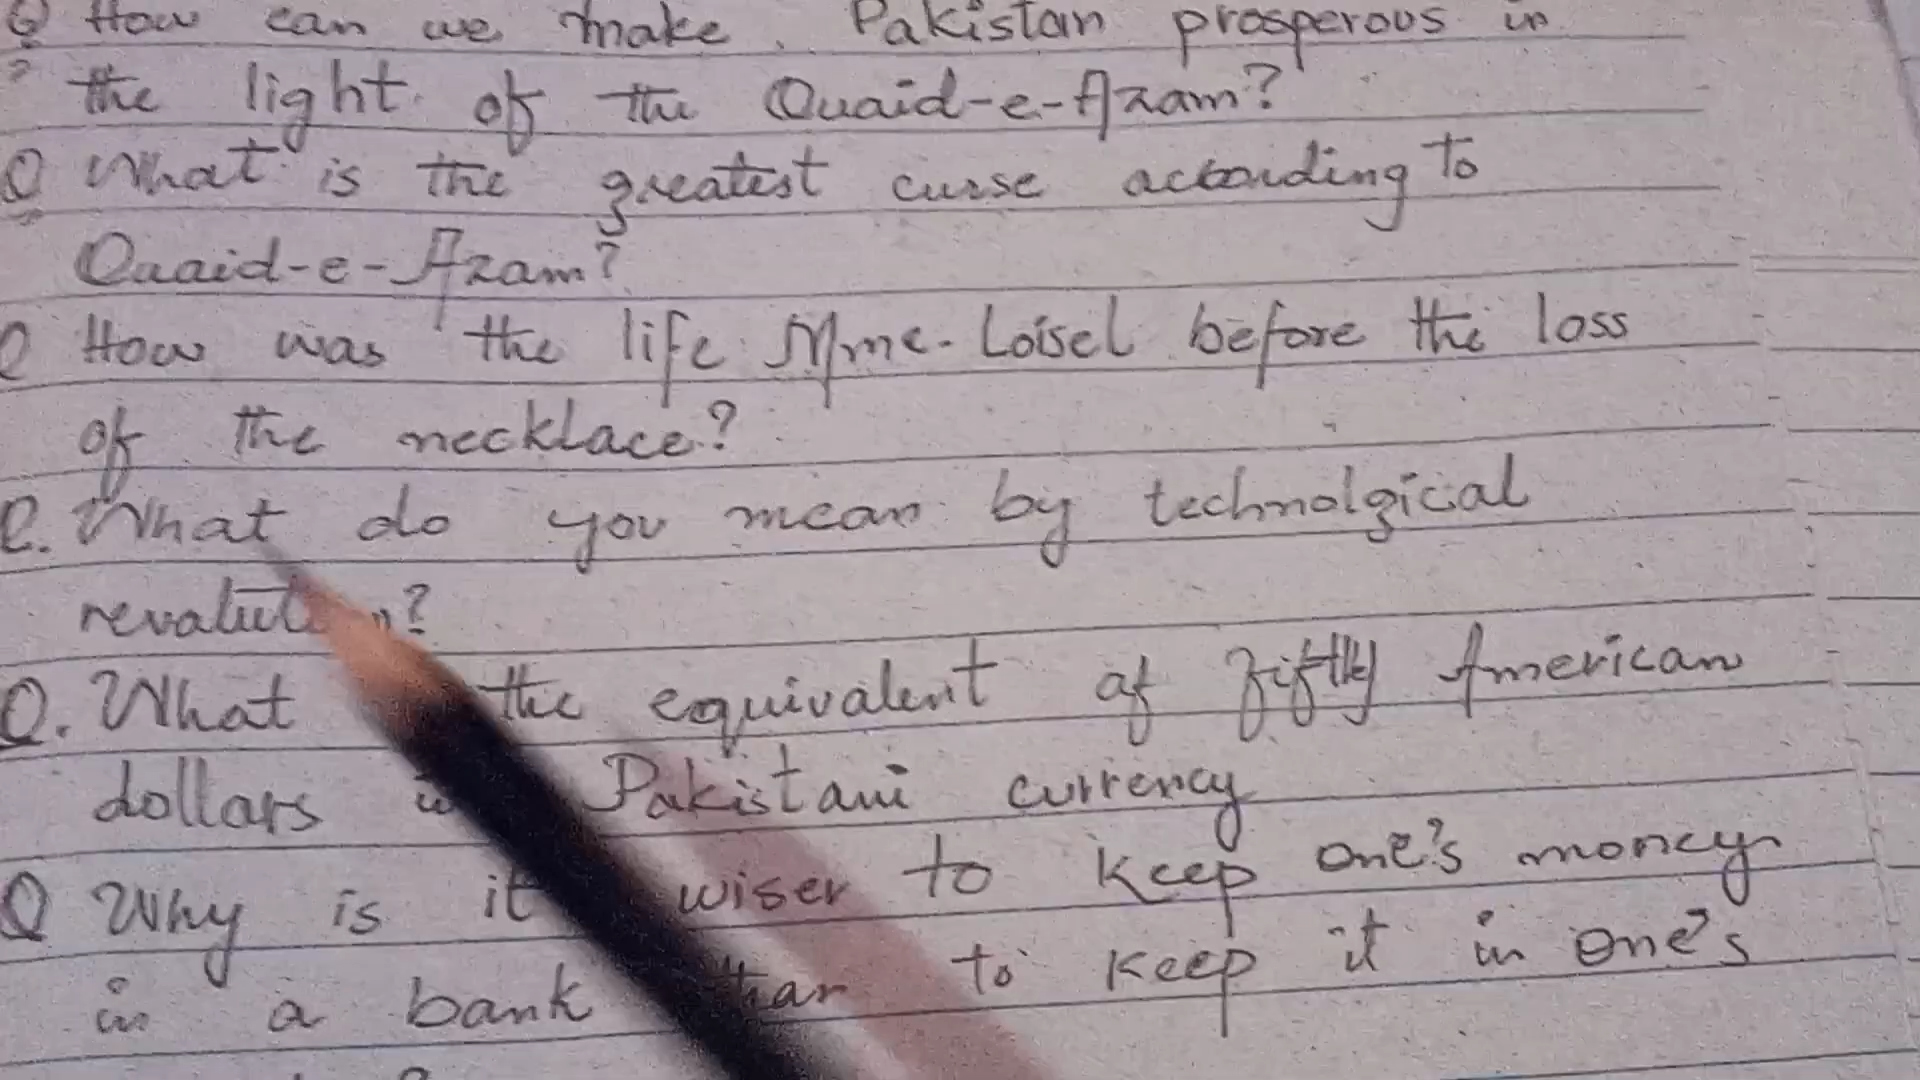 Q How can we make Pakistan prosperous in
? the light of the Quaid-e-Azam?
Q What is the greatest curse according to
Quaid-e-Azam?
Q How was the life Mme. Loisel before the loss
of the necklace?
Q. What do you mean by technolgical
revalut n?
Q. What the equivalent of fiftly American
dollars Pakistani currency
Q Why is it wiser to keep one's money
in a bank than to keep it in one's
?